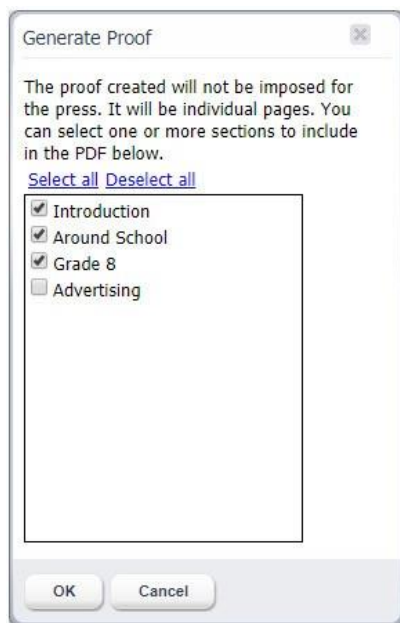 Generate Proof
The proof created will not be imposed for
the press. It will be individual pages. You
can select one or more sections to include
in the PDF below.
Select all Deselect all
Introduction
Around School
Grade 8
Advertising
OK Cancel